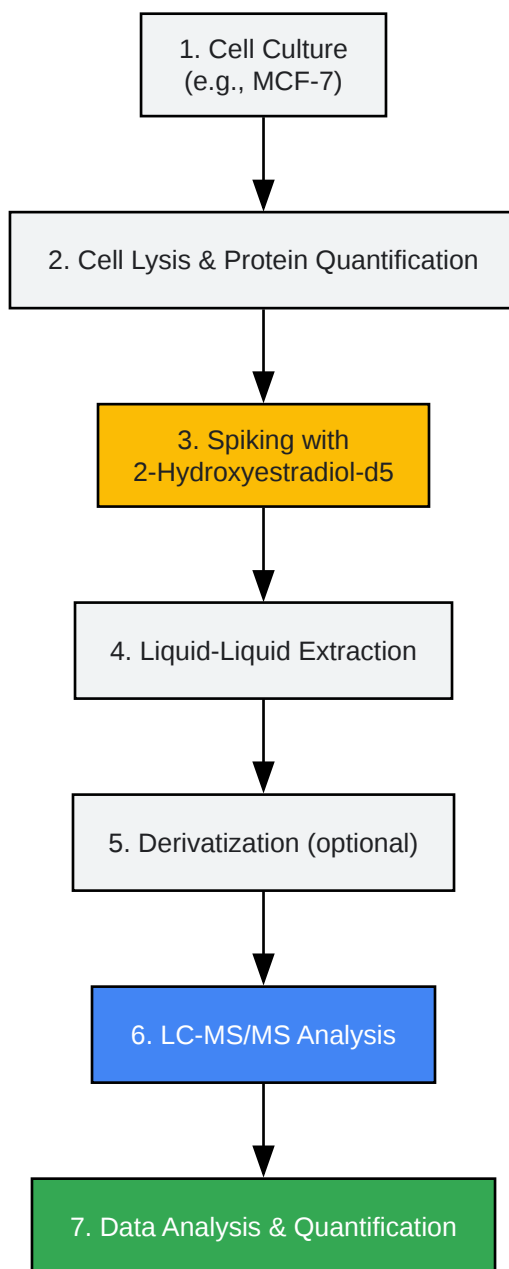 1. Cell Culture
(e.g., MCF-7)
2. Cell Lysis & Protein Quantification
3. Spiking with
2-Hydroxyestradiol-d5
4. Liquid-Liquid Extraction
5. Derivatization (optional)
6. LC-MS/MS Analysis
7. Data Analysis & Quantification